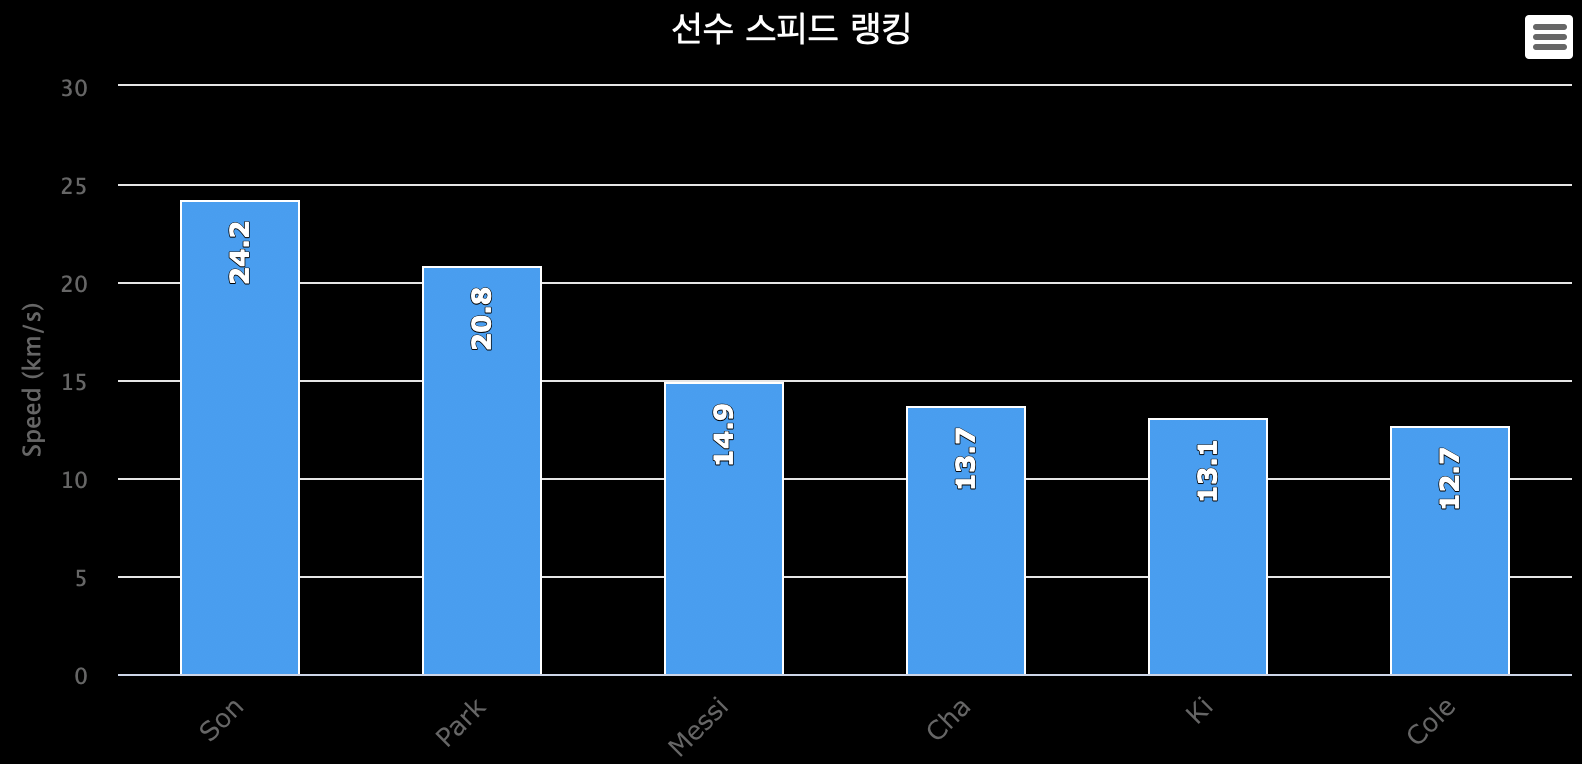 선수 스피드 랭킹
30
25
20
15
10
5
0
Speed (km/s)
24.2
20.8
14.9
13.7
13.1
12.7
Son
Park
Messi
Cha
Ki
Cole